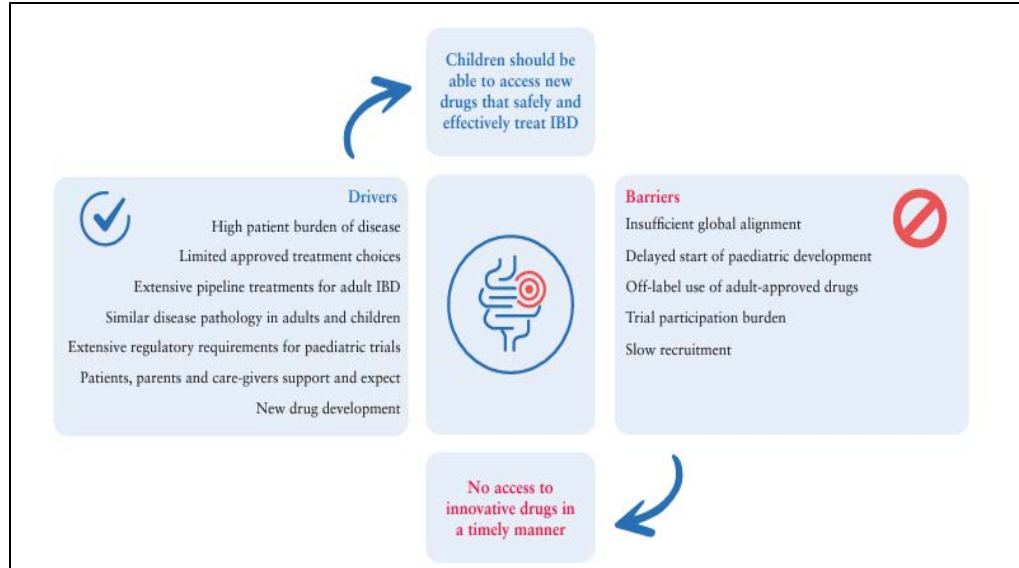 Children should be
able to access new
drugs that safely and
effectively treat IBD
Drivers
High patient burden of disease
Limited approved treatment choices
Extensive pipeline treatments for adult IBD
Similar disease pathology in adults and children
Extensive regulatory requirements for paediatric trials
Patients, parents and care-givers support and expect
New drug development
Barriers
Insufficient global alignment
Delayed start of paediatric development
Off-label use of adult-approved drugs
Trial participation burden
Slow recruitment
No access to
innovative drugs in
a timely manner